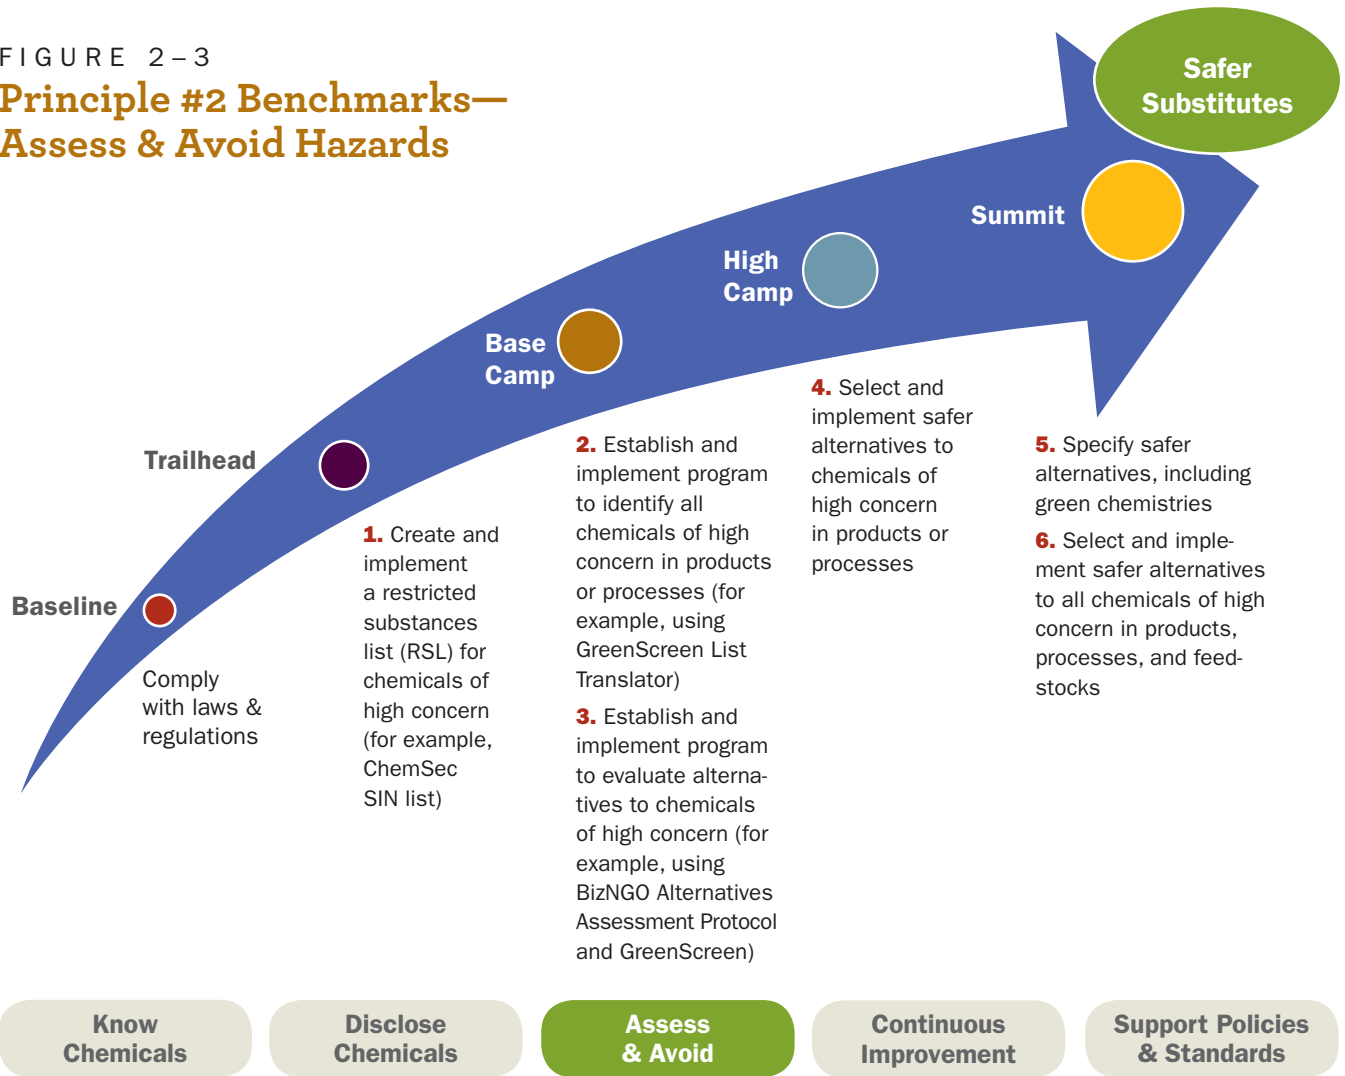 FIGURE 2–3
Principle #2 Benchmarks—
Assess & Avoid Hazards
Safer
Substitutes
Summit
High
Camp
Base
Camp
Trailhead
Baseline
Comply
with laws &
regulations
1. Create and
implement
a restricted
substances
list (RSL) for
chemicals of
high concern
(for example,
ChemSec
SIN list)
2. Establish and
implement program
to identify all
chemicals of high
concern in products
or processes (for
example, using
GreenScreen List
Translator)
3. Establish and
implement program
to evaluate alterna-
tives to chemicals
of high concern (for
example, using
BizNGO Alternatives
Assessment Protocol
and GreenScreen)
4. Select and
implement safer
alternatives to
chemicals of
high concern
in products or
processes
5. Specify safer
alternatives, including
green chemistries
6. Select and imple-
ment safer alternatives
to all chemicals of high
concern in products,
processes, and feed-
stocks
Know
Chemicals
Disclose
Chemicals
Assess
& Avoid
Continuous
Improvement
Support Policies
& Standards